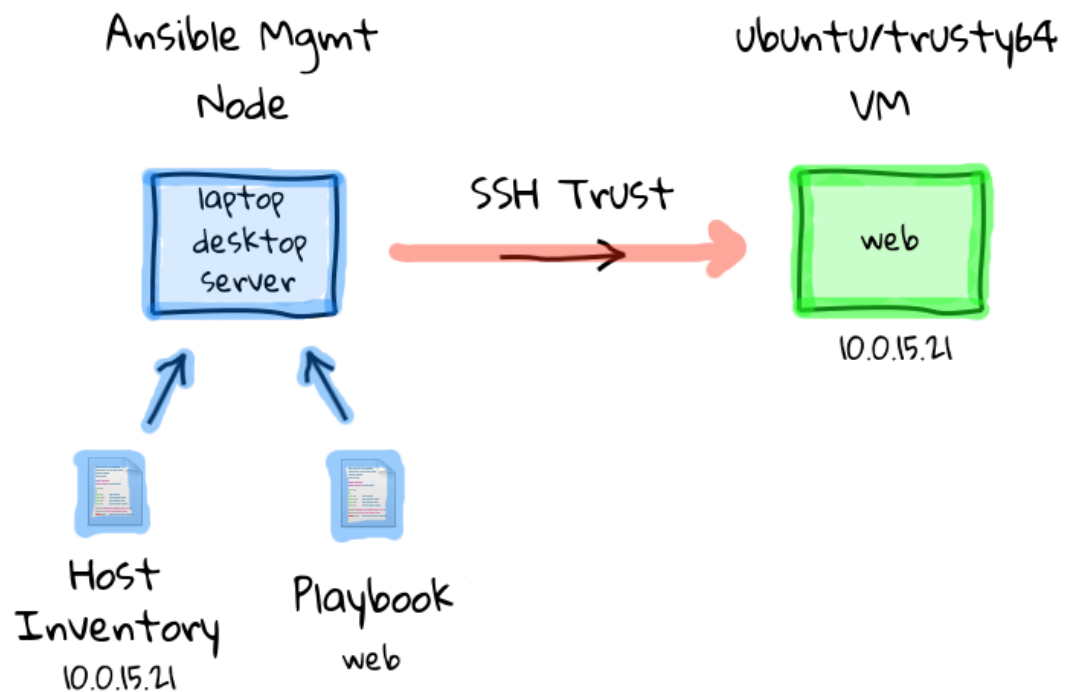 Ansible Mgmt
Node
laptop
desktop
server
SSH Trust
ubuntu/trusty64
VM
web
10.0.15.21
Host
Inventory
10.0.15.21
Playbook
web